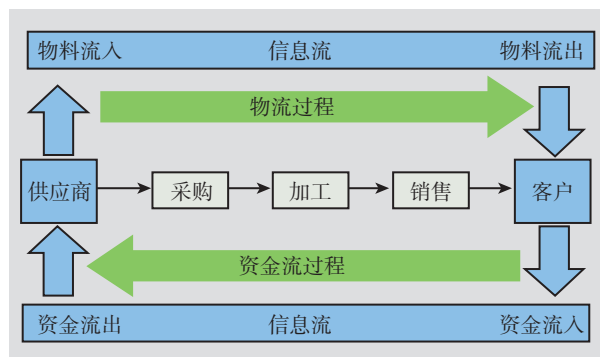 物料流入 信息流 物料流出
物流过程
供应商 采购 加工 销售 客户
资金流过程
资金流出 信息流 资金流入